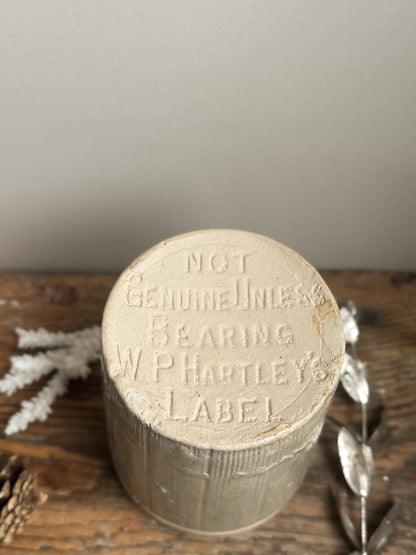 NOT
GENUINE UNLESS
BEARING
W P HARTLEY'S
LABEL